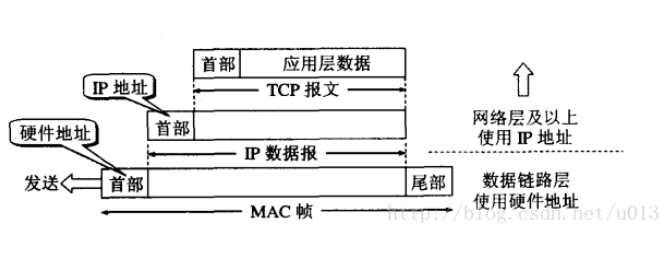 首部 应用层数据
TCP 报文
IP 地址
首部
网络层及以上
使用 IP 地址
硬件地址
IP 数据报
发送
首部
尾部
数据链路层
使用硬件地址
MAC 帧
http://blog.csdn.net/u013